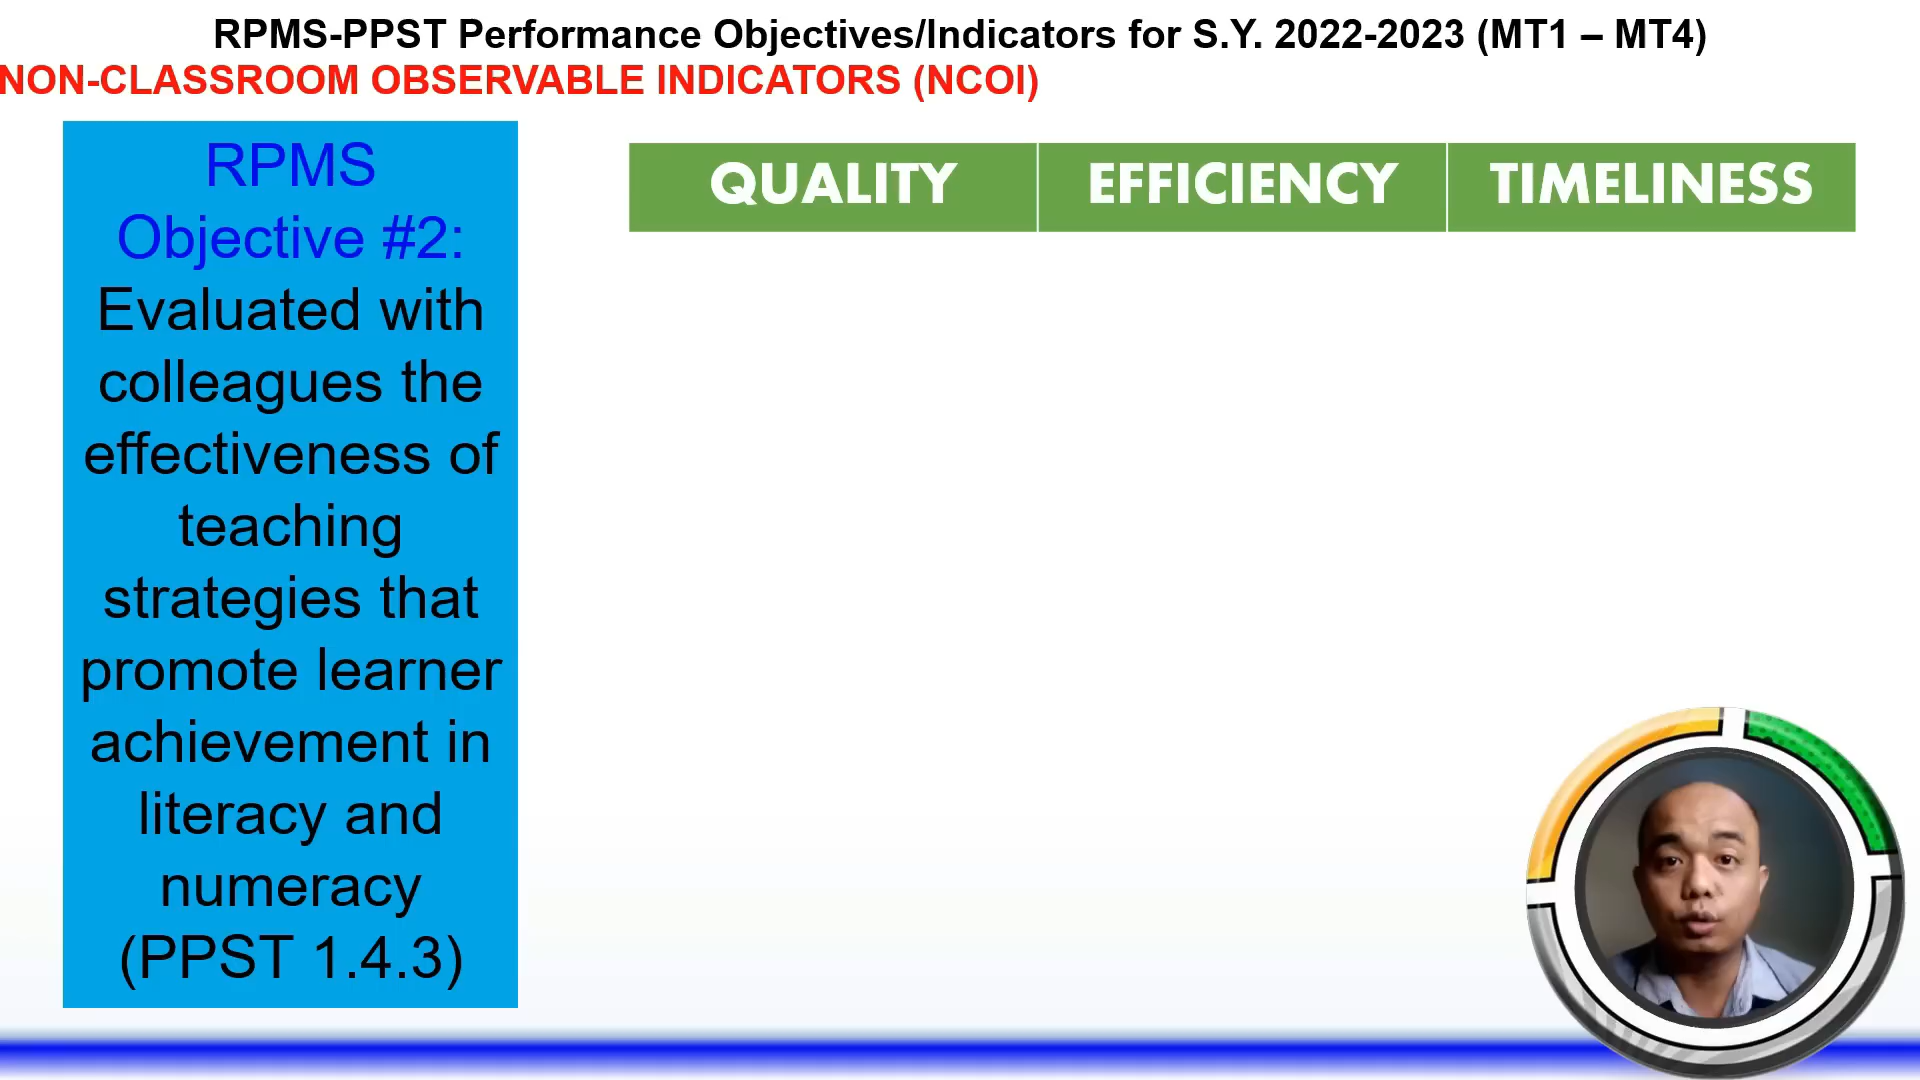 RPMS-PPST Performance Objectives/Indicators for S.Y. 2022-2023 (MT1 – MT4)
NON-CLASSROOM OBSERVABLE INDICATORS (NCOI)
RPMS
Objective #2:
Evaluated with
colleagues the
effectiveness of
teaching
strategies that
promote learner
achievement in
literacy and
numeracy
(PPST 1.4.3)
QUALITY EFFICIENCY TIMELINESS